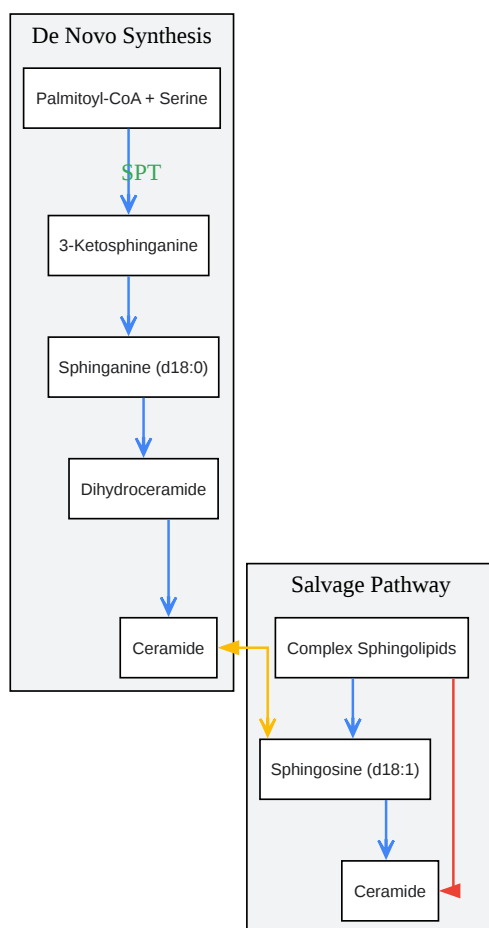 De Novo Synthesis
Palmitoyl-CoA + Serine
SPT
3-Ketosphinganine
Sphinganine (d18:0)
Dihydroceramide
Ceramide
Salvage Pathway
Complex Sphingolipids
Sphingosine (d18:1)
Ceramide